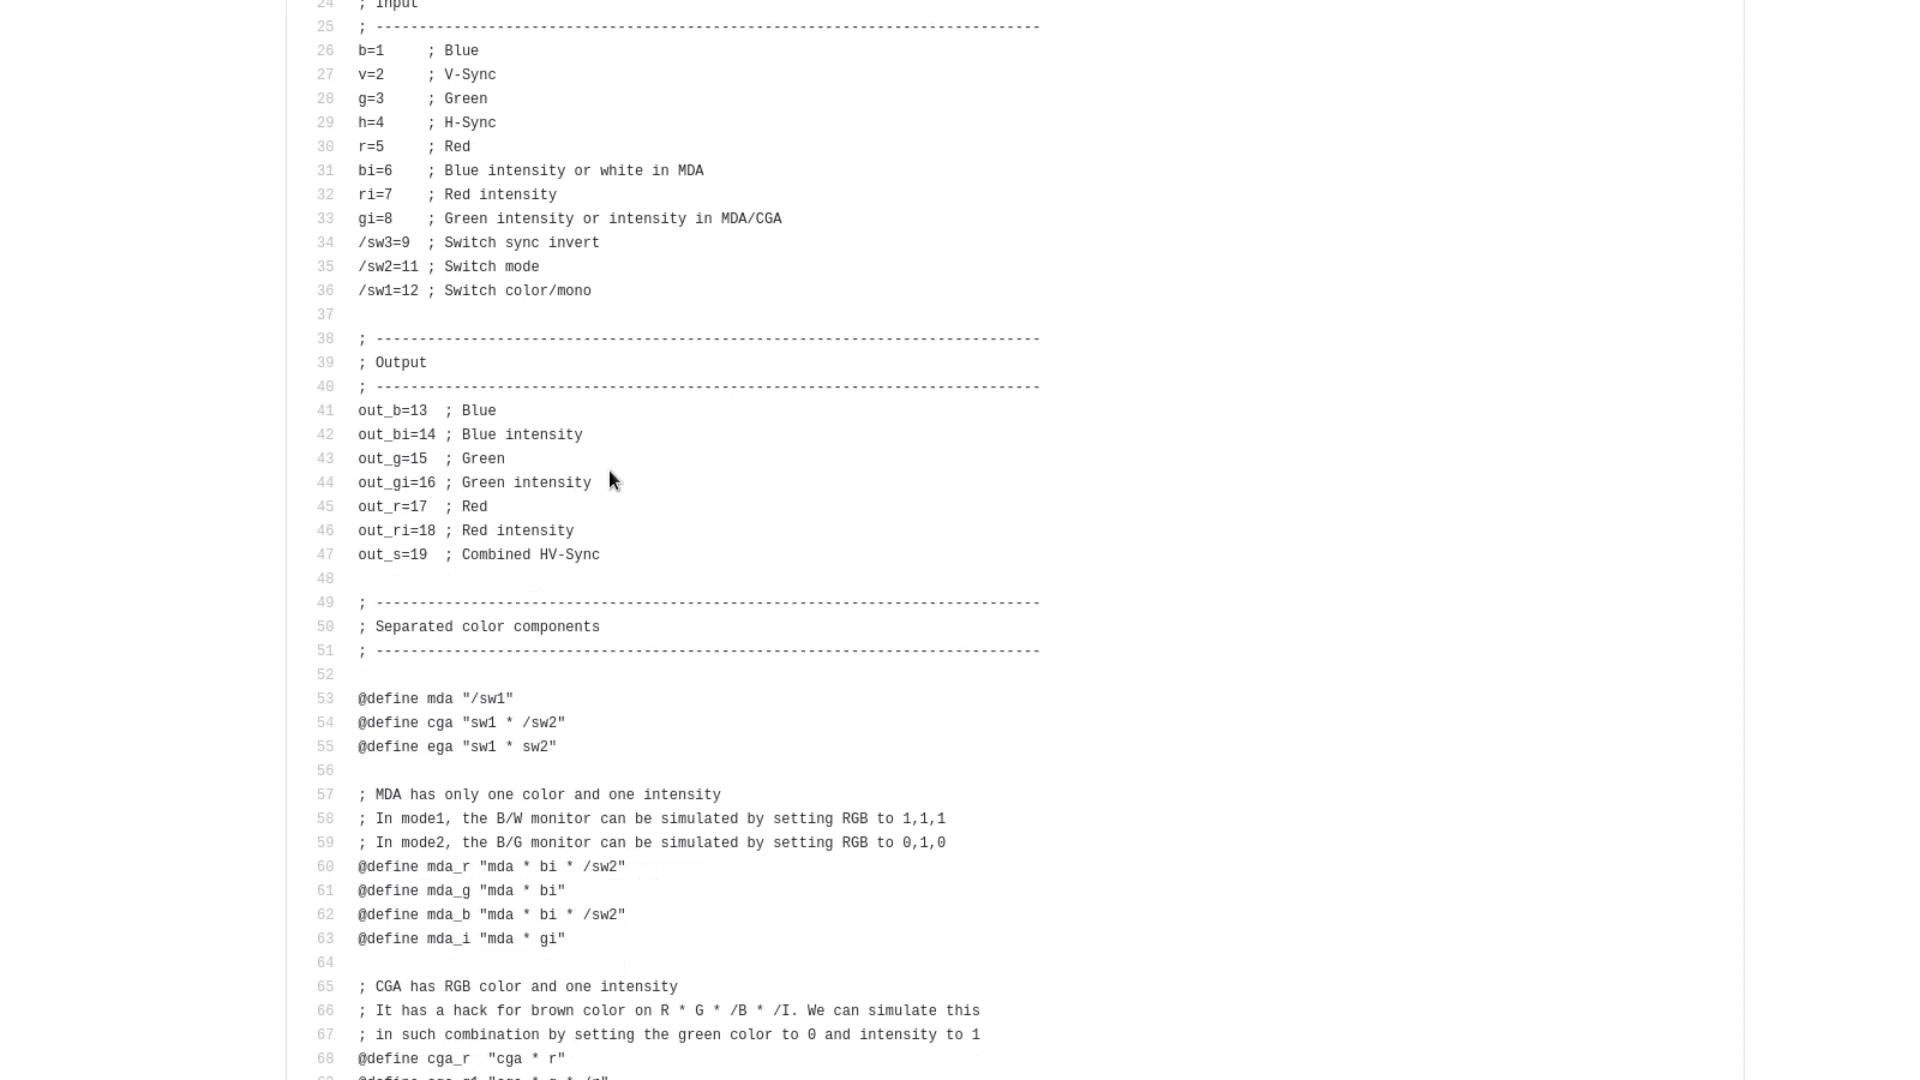 24 ; Input
25 ; -----------------------------------------------------------------------------
26 b=1     ; Blue
27 v=2     ; V-Sync
28 g=3     ; Green
29 h=4     ; H-Sync
30 r=5     ; Red
31 bi=6    ; Blue intensity or white in MDA
32 ri=7    ; Red intensity
33 gi=8    ; Green intensity or intensity in MDA/CGA
34 /sw3=9  ; Switch sync invert
35 /sw2=11 ; Switch mode
36 /sw1=12 ; Switch color/mono
37
38 ; -----------------------------------------------------------------------------
39 ; Output
40 ; -----------------------------------------------------------------------------
41 out_b=13  ; Blue
42 out_bi=14 ; Blue intensity
43 out_g=15  ; Green
44 out_gi=16 ; Green intensity
45 out_r=17  ; Red
46 out_ri=18 ; Red intensity
47 out_s=19  ; Combined HV-Sync
48
49 ; -----------------------------------------------------------------------------
50 ; Separated color components
51 ; -----------------------------------------------------------------------------
52
53 @define mda "/sw1"
54 @define cga "sw1 * /sw2"
55 @define ega "sw1 * sw2"
56
57 ; MDA has only one color and one intensity
58 ; In mode1, the B/W monitor can be simulated by setting RGB to 1,1,1
59 ; In mode2, the B/G monitor can be simulated by setting RGB to 0,1,0
60 @define mda_r "mda * bi * /sw2"
61 @define mda_g "mda * bi"
62 @define mda_b "mda * bi * /sw2"
63 @define mda_i "mda * gi"
64
65 ; CGA has RGB color and one intensity
66 ; It has a hack for brown color on R * G * /B * /I. We can simulate this
67 ; in such combination by setting the green color to 0 and intensity to 1
68 @define cga_r  "cga * r"